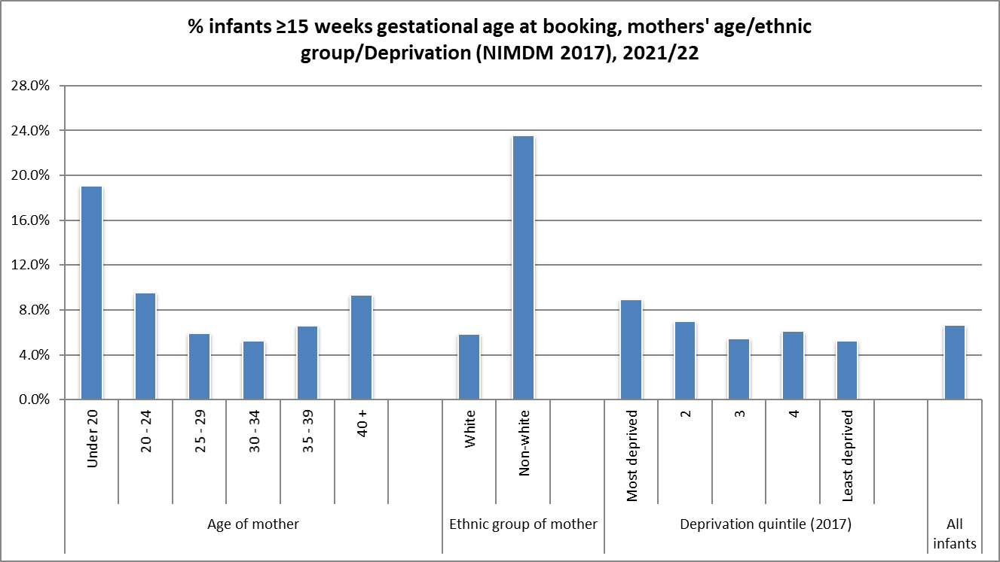 % infants ≥15 weeks gestational age at booking, mothers' age/ethnic
group/Deprivation (NIMDM 2017), 2021/22
28.0%
24.0%
20.0%
16.0%
12.0%
8.0%
4.0%
0.0%
Under 20
20 - 24
25 - 29
30 - 34
35 - 39
40 +
White
Non-white
Most deprived
2
3
4
Least deprived
Age of mother
Ethnic group of mother
Deprivation quintile (2017)
All
infants